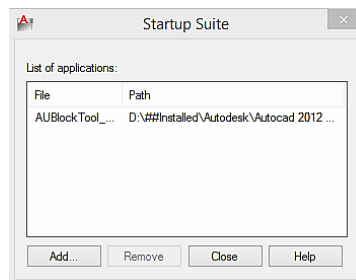 Startup Suite
List of applications:
File Path
AUBlockTool_... D:\##Installed\Autodesk\Autocad 2012 ...
Add... Remove Close Help